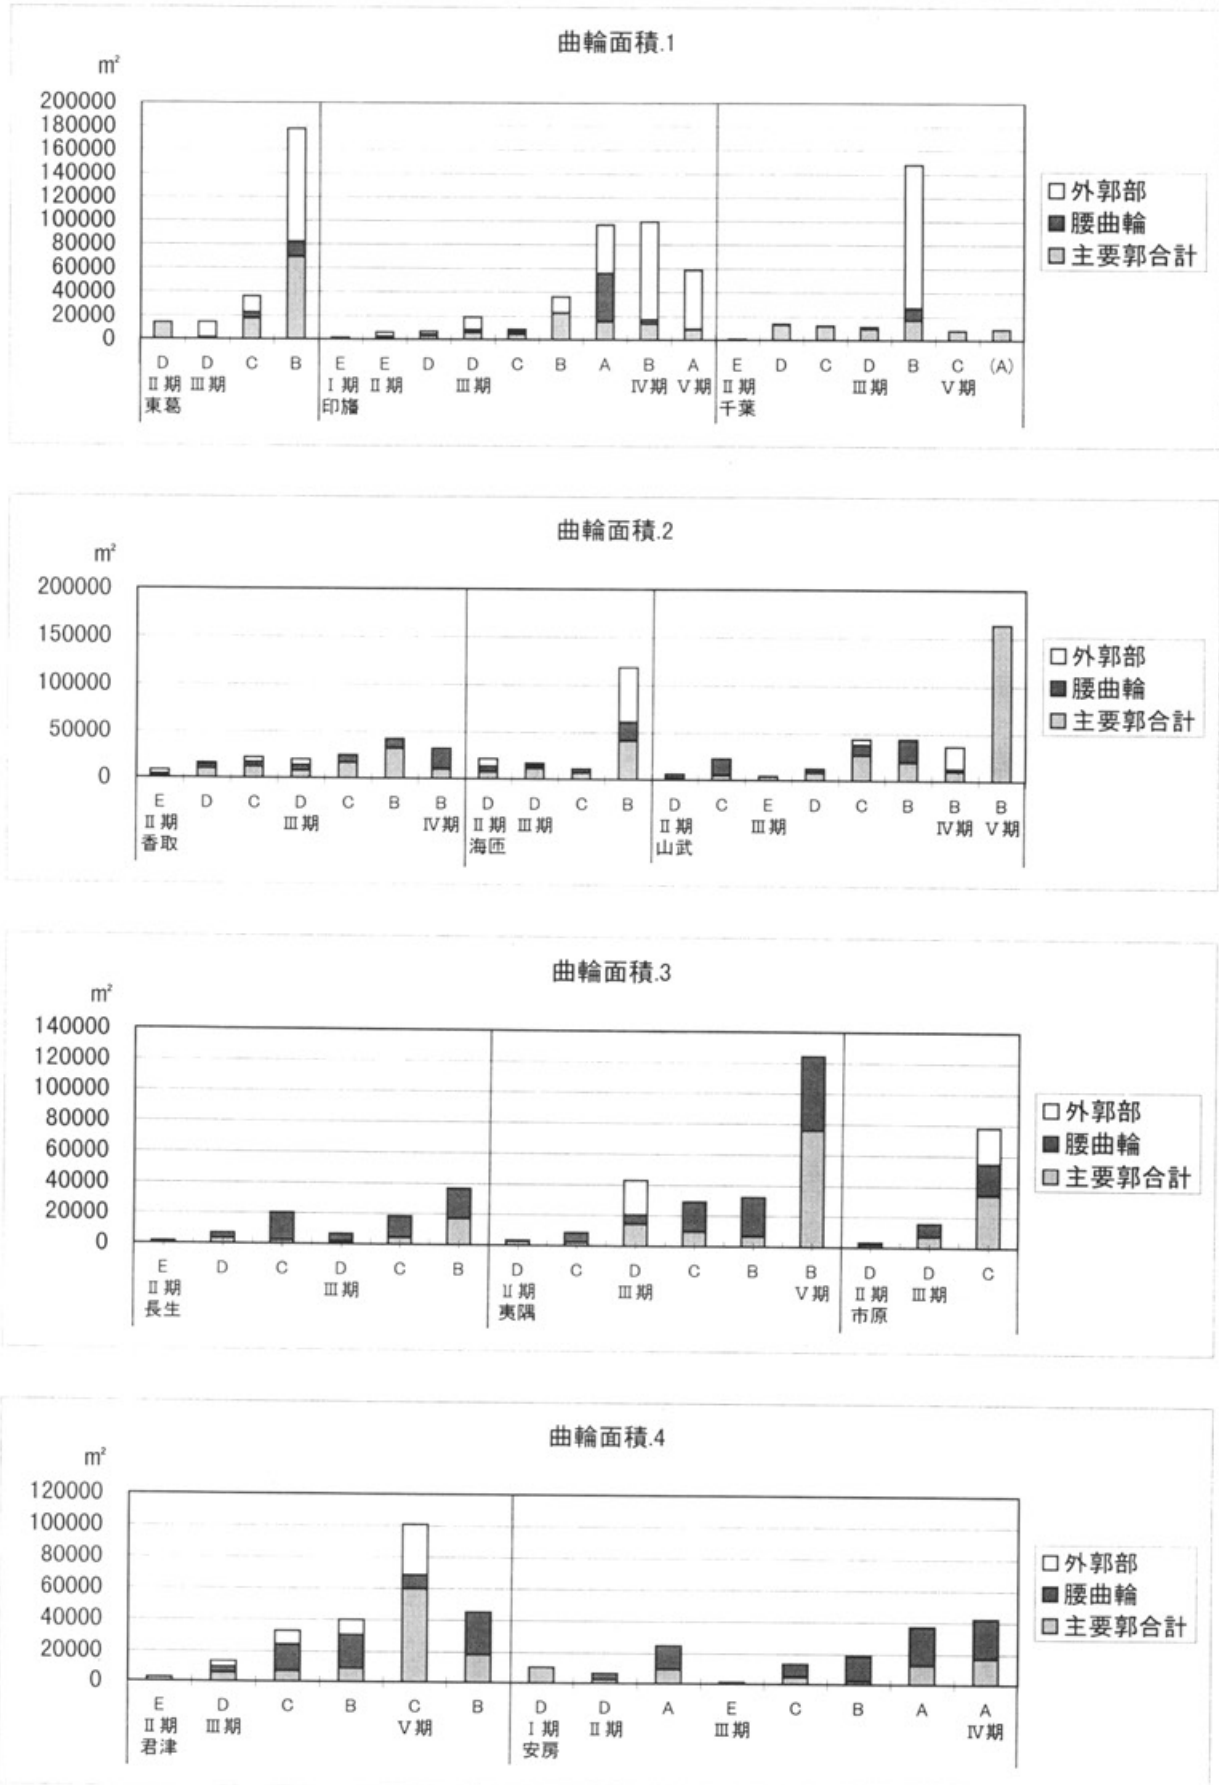 曲輪面積.1
m²
200000
180000
160000
140000
120000
100000
80000
60000
40000
20000
0
D D C B E E D D C B A B A E D C D B C (A)
Ⅱ期 Ⅲ期 Ⅰ期 Ⅱ期 Ⅲ期 Ⅳ期 Ⅴ期 Ⅱ期 Ⅲ期 Ⅴ期
東葛 印旛 千葉
外郭部
腰曲輪
主要郭合計
曲輪面積.2
m²
200000
150000
100000
50000
0
E D C D C B B D D C B D C E D C B B B
Ⅱ期 Ⅲ期 Ⅳ期 Ⅱ期 Ⅲ期 Ⅱ期 Ⅲ期 Ⅳ期 Ⅴ期
香取 海匝 山武
外郭部
腰曲輪
主要郭合計
曲輪面積.3
m²
140000
120000
100000
80000
60000
40000
20000
0
E D C D C B D C D C B B D D C
Ⅱ期 Ⅲ期 Ⅱ期 Ⅲ期 Ⅴ期 Ⅱ期 Ⅲ期
長生 夷隅 市原
外郭部
腰曲輪
主要郭合計
曲輪面積.4
m²
120000
100000
80000
60000
40000
20000
0
E D C B C B D D A E C B A A
Ⅱ期 Ⅲ期 Ⅴ期 Ⅰ期 Ⅱ期 Ⅲ期 Ⅳ期
君津 安房
外郭部
腰曲輪
主要郭合計